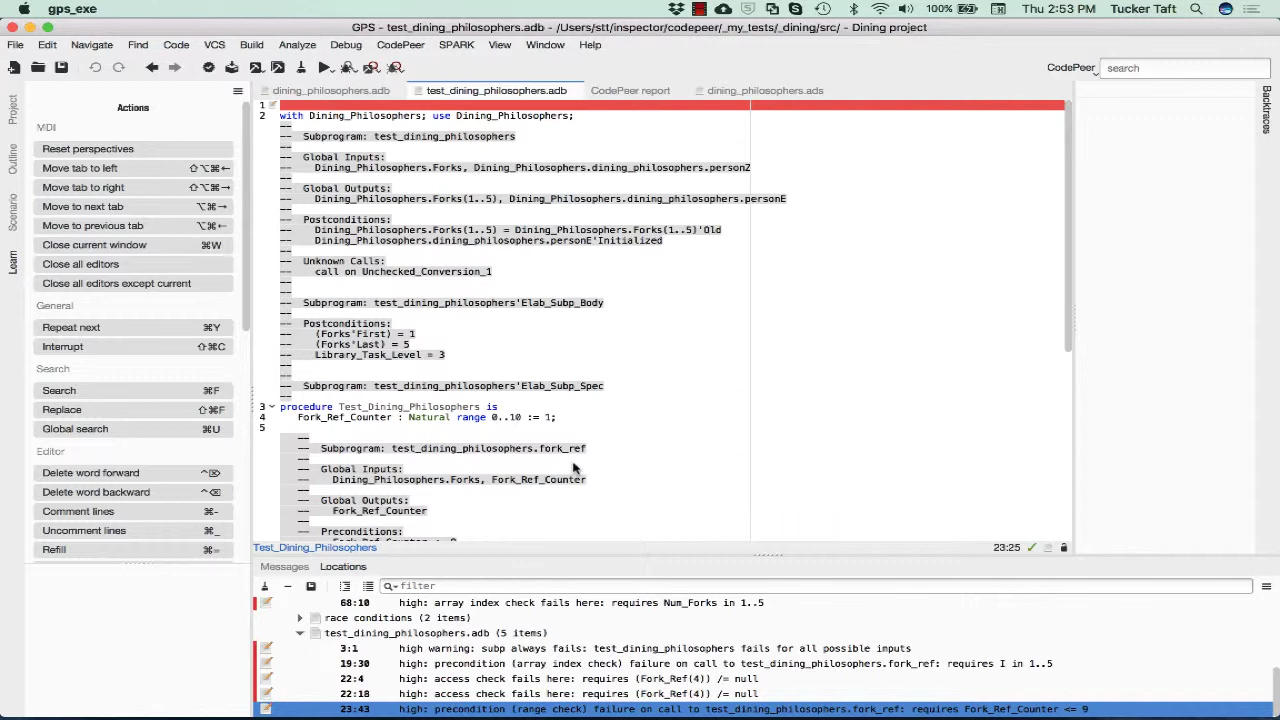 gps_exe
100%
Thu 2:53 PM Tucker Taft
GPS - test_dining_philosophers.adb - /Users/stt/inspector/codepeer/_my_tests/_dining/src/ - Dining project
File Edit Navigate Find Code VCS Build Analyze Debug CodePeer SPARK View Window Help
CodePeer search
dining_philosophers.adb test_dining_philosophers.adb CodePeer report dining_philosophers.ads
Project
Outline
Scenario
Learn
Backtraces
Actions
MDI
Reset perspectives
Move tab to left ⇧⌥⌘←
Move tab to right ⇧⌥⌘→
Move to next tab ⌥⌘→
Move to previous tab ⌥⌘←
Close current window ⌘W
Close all editors
Close all editors except current
General
Repeat next ⌘Y
Interrupt ⇧⌘C
Search
Search ⌘F
Replace ⇧⌘F
Global search ⌘U
Editor
Delete word forward ^⌦
Delete word backward ^⌫
Comment lines ⌘-
Uncomment lines ⌘_
Refill ⌘=
1
2 with Dining_Philosophers; use Dining_Philosophers;
--
-- Subprogram: test_dining_philosophers
--
-- Global Inputs:
-- Dining_Philosophers.Forks, Dining_Philosophers.dining_philosophers.personZ
--
-- Global Outputs:
-- Dining_Philosophers.Forks(1..5), Dining_Philosophers.dining_philosophers.personE
--
-- Postconditions:
-- Dining_Philosophers.Forks(1..5) = Dining_Philosophers.Forks(1..5)'Old
-- Dining_Philosophers.dining_philosophers.personE'Initialized
--
-- Unknown Calls:
-- call on Unchecked_Conversion_1
--
--
-- Subprogram: test_dining_philosophers'Elab_Subp_Body
--
-- Postconditions:
-- (Forks'First) = 1
-- (Forks'Last) = 5
-- Library_Task_Level = 3
--
--
-- Subprogram: test_dining_philosophers'Elab_Subp_Spec
--
3 procedure Test_Dining_Philosophers is
4 Fork_Ref_Counter : Natural range 0..10 := 1;
5
--
-- Subprogram: test_dining_philosophers.fork_ref
--
-- Global Inputs:
-- Dining_Philosophers.Forks, Fork_Ref_Counter
--
-- Global Outputs:
-- Fork_Ref_Counter
--
-- Preconditions:
Test_Dining_Philosophers 23:25
Messages Locations
filter
68:10 high: array index check fails here: requires Num_Forks in 1..5
race conditions (2 items)
test_dining_philosophers.adb (5 items)
3:1 high warning: subp always fails: test_dining_philosophers fails for all possible inputs
19:30 high: precondition (array index check) failure on call to test_dining_philosophers.fork_ref: requires I in 1..5
22:4 high: access check fails here: requires (Fork_Ref(4)) /= null
22:18 high: access check fails here: requires (Fork_Ref(4)) /= null
23:43 high: precondition (range check) failure on call to test_dining_philosophers.fork_ref: requires Fork_Ref_Counter <= 9